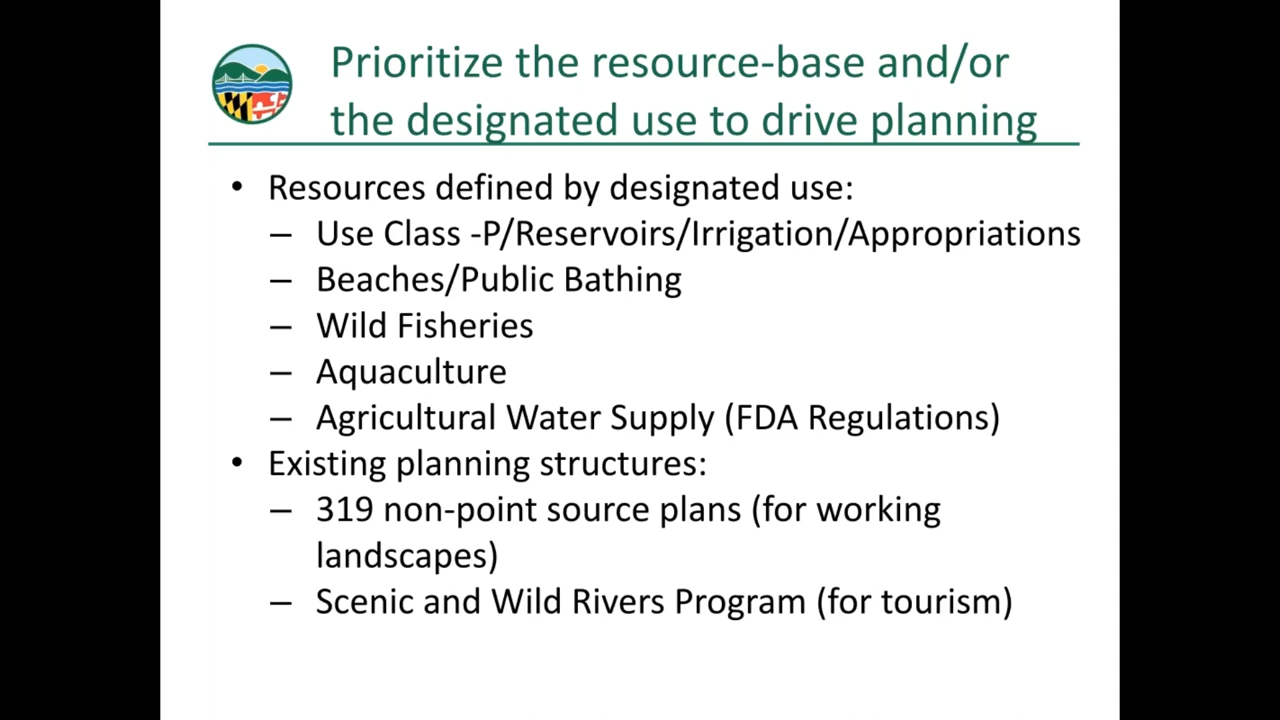 Prioritize the resource-base and/or
the designated use to drive planning
• Resources defined by designated use:
– Use Class -P/Reservoirs/Irrigation/Appropriations
– Beaches/Public Bathing
– Wild Fisheries
– Aquaculture
– Agricultural Water Supply (FDA Regulations)
• Existing planning structures:
– 319 non-point source plans (for working
landscapes)
– Scenic and Wild Rivers Program (for tourism)